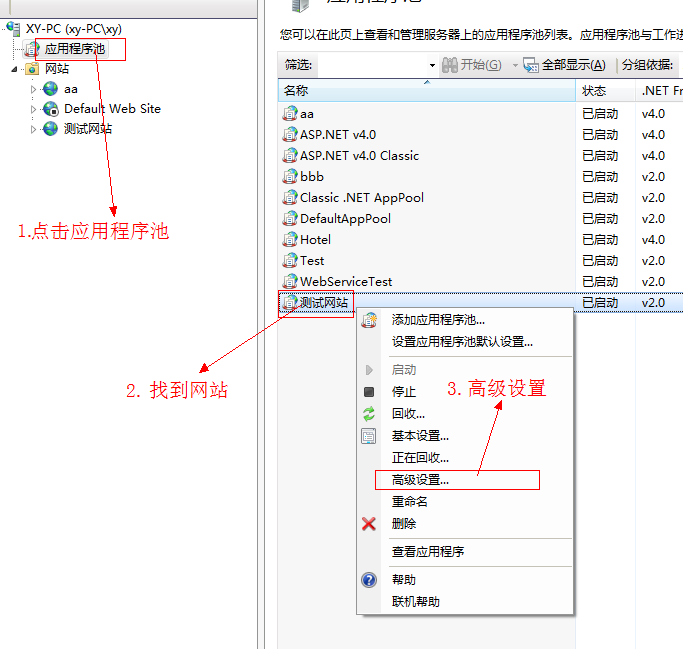 XY-PC (xy-PC\xy)
应用程序池
网站
aa
Default Web Site
测试网站
1.点击应用程序池
应用程序池
您可以在此页上查看和管理服务器上的应用程序池列表。应用程序池与工作进
筛选: 开始(G) 全部显示(A) 分组依据:
名称 状态 .NET Fr
aa 已启动 v4.0
ASP.NET v4.0 已启动 v4.0
ASP.NET v4.0 Classic 已启动 v4.0
bbb 已启动 v2.0
Classic .NET AppPool 已启动 v2.0
DefaultAppPool 已启动 v2.0
Hotel 已启动 v4.0
Test 已启动 v2.0
WebServiceTest 已启动 v2.0
测试网站 已启动 v2.0
2. 找到网站
添加应用程序池...
设置应用程序池默认设置...
启动
停止
3. 高级设置
回收...
基本设置...
正在回收...
高级设置...
重命名
删除
查看应用程序
帮助
联机帮助